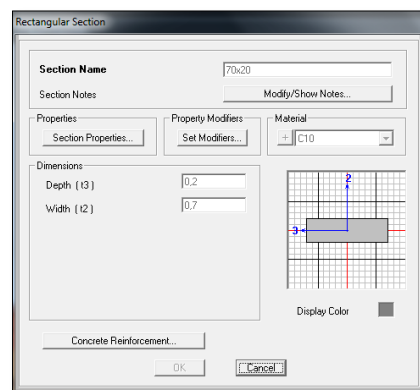 Rectangular Section
Section Name 70x20
Section Notes Modify/Show Notes...
Properties Property Modifiers Material
Section Properties... Set Modifiers... + C10
Dimensions
Depth ( t3 ) 0,2
Width ( t2 ) 0,7
2
3
Display Color
Concrete Reinforcement...
OK Cancel